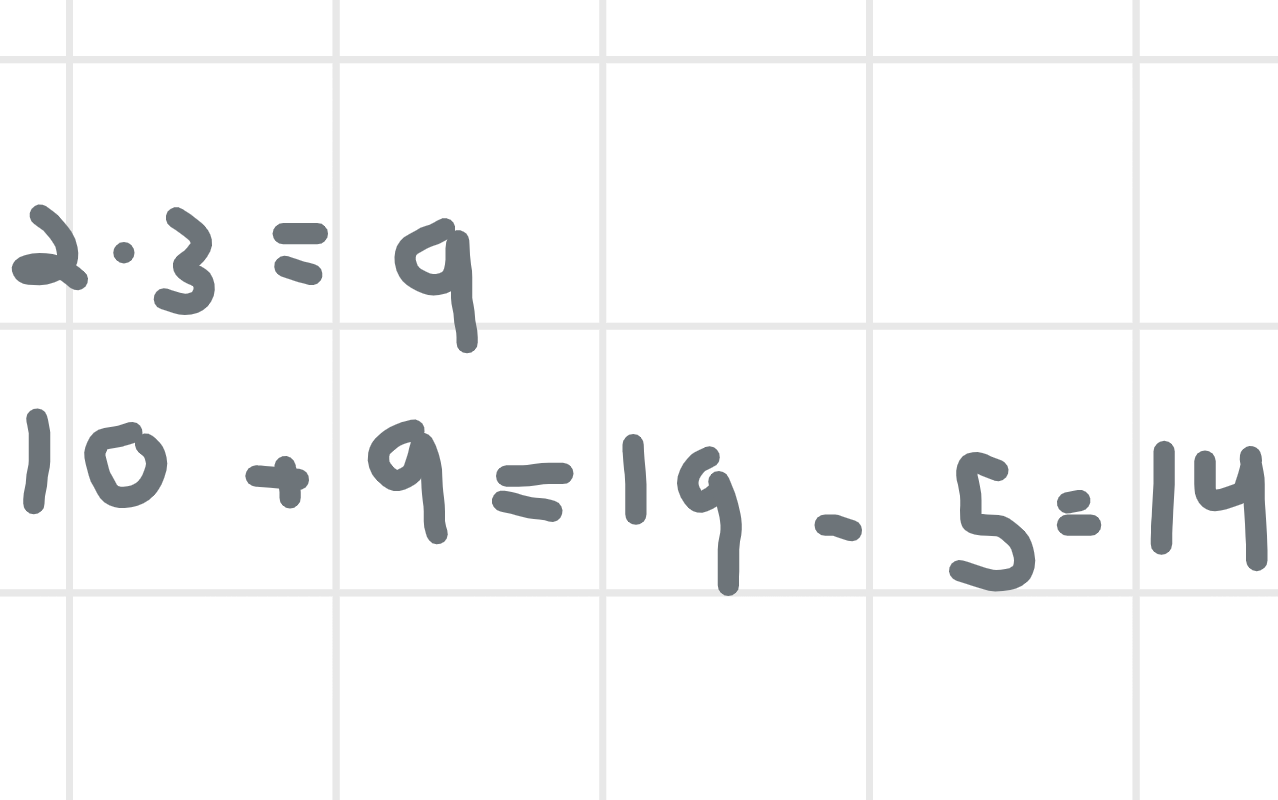 2·3 = 9
10 + 9 = 19 - 5 = 14